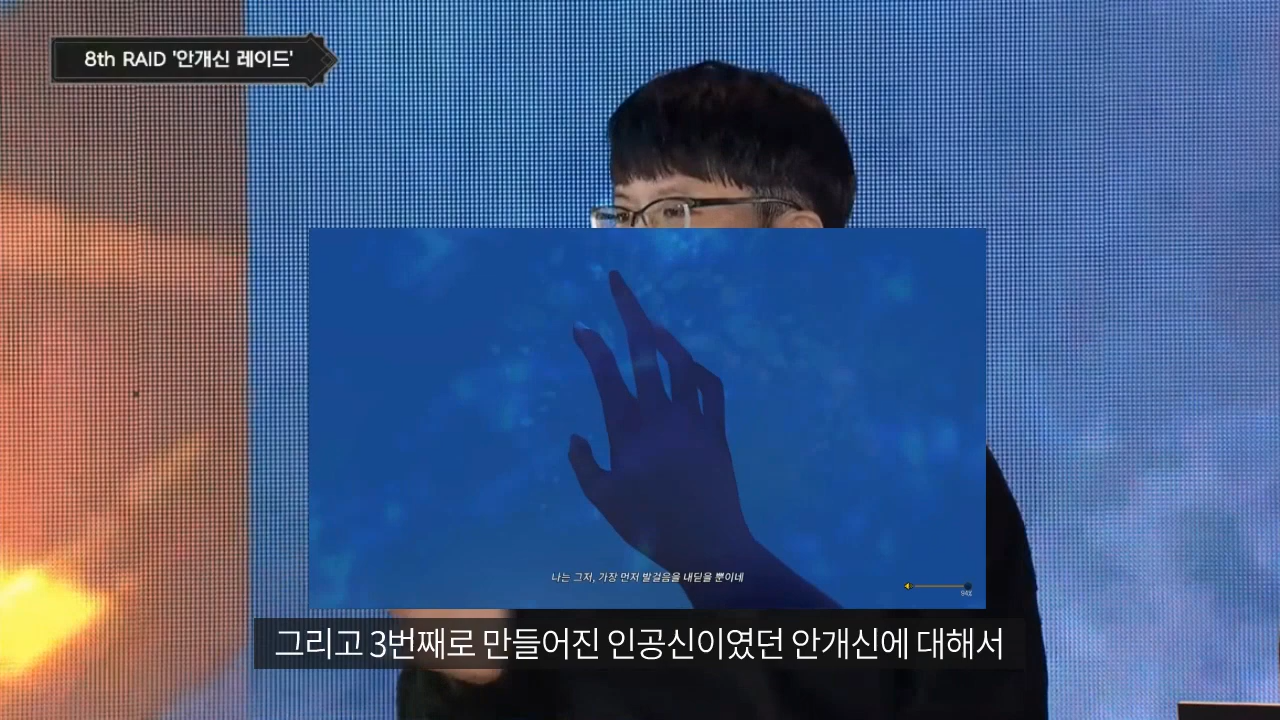 8th RAID '안개신 레이드'
나는 그저, 가장 먼저 발걸음을 내딛을 뿐이네
94%
그리고 3번째로 만들어진 인공신이였던 안개신에 대해서